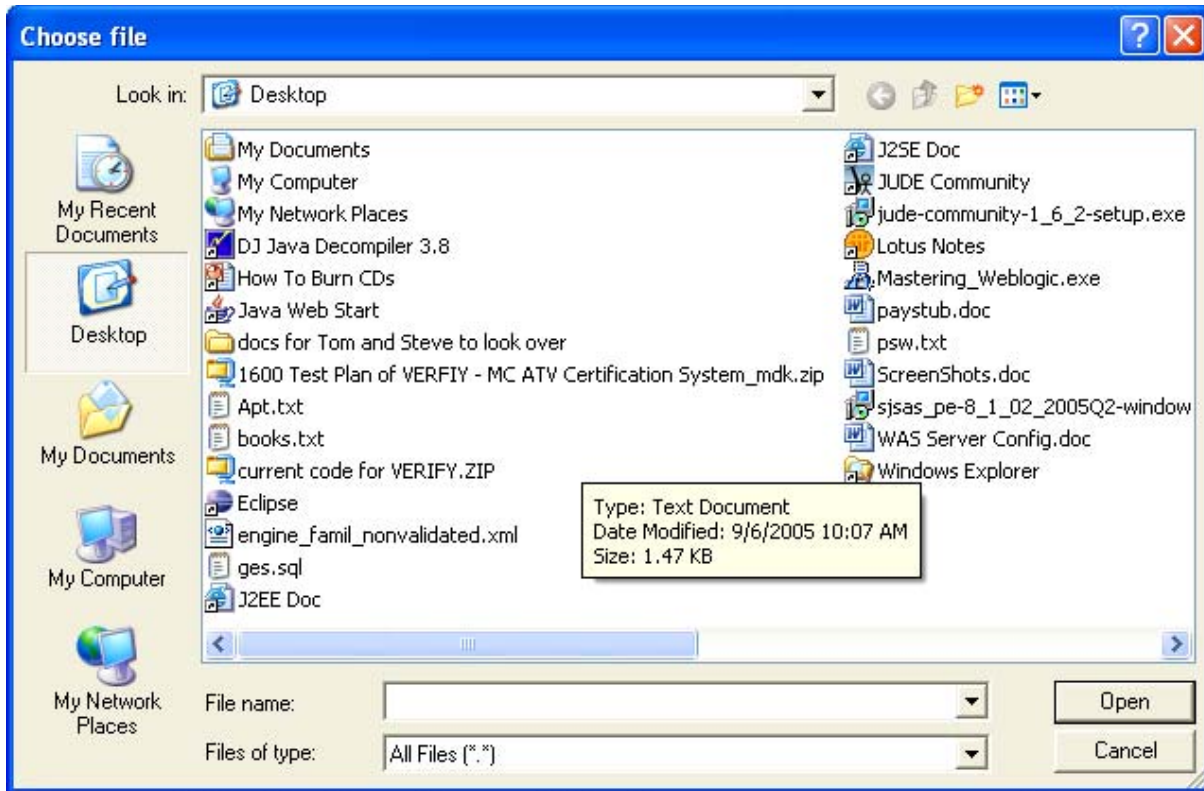 Choose file
Look in:
Desktop
My Recent
Documents
Desktop
My Documents
My Computer
My Network
Places
My Documents
My Computer
My Network Places
DJ Java Decompiler 3.8
How To Burn CDs
Java Web Start
docs for Tom and Steve to look over
1600 Test Plan of VERFIY - MC ATV Certification System_mdk.zip
Apt.txt
books.txt
current code for VERIFY.ZIP
Eclipse
engine_famil_nonvalidated.xml
ges.sql
J2EE Doc
J2SE Doc
JUDE Community
jude-community-1_6_2-setup.exe
Lotus Notes
Mastering_Weblogic.exe
paystub.doc
psw.txt
ScreenShots.doc
sjsas_pe-8_1_02_2005Q2-window
WAS Server Config.doc
Windows Explorer
Type: Text Document
Date Modified: 9/6/2005 10:07 AM
Size: 1.47 KB
File name:
Open
Files of type:
All Files (*.*)
Cancel